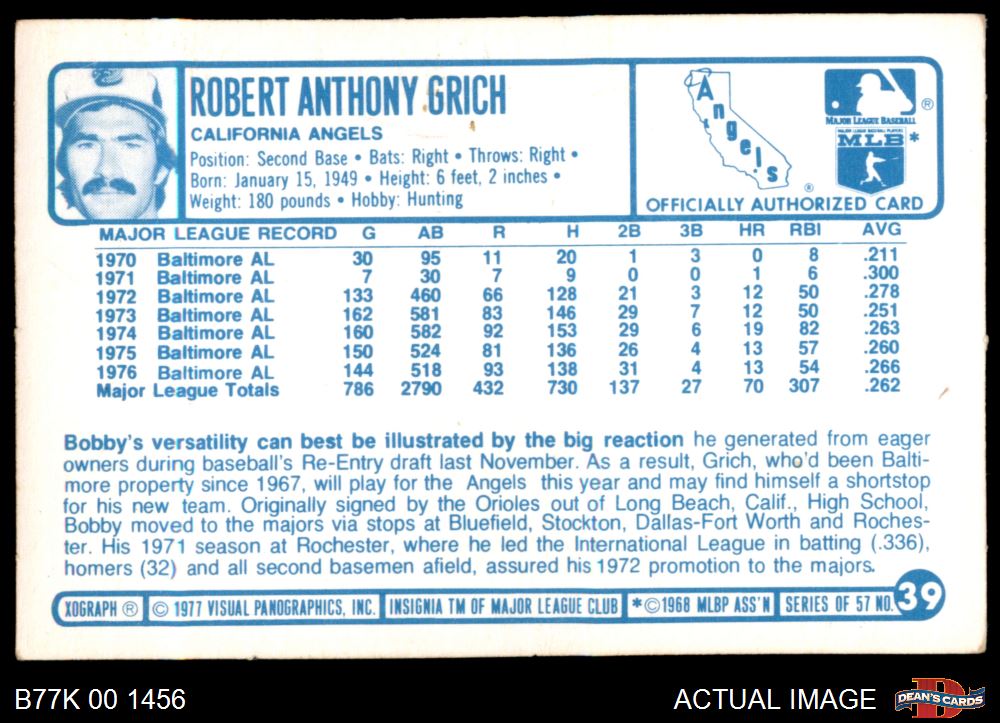 ROBERT ANTHONY GRICH
CALIFORNIA ANGELS
Position: Second Base • Bats: Right • Throws: Right •
Born: January 15, 1949 • Height: 6 feet, 2 inches •
Weight: 180 pounds • Hobby: Hunting
Angels
®
MAJOR LEAGUE BASEBALL
®
MAJOR LEAGUE BASEBALL PLAYERS
MLB*
OFFICIALLY AUTHORIZED CARD
MAJOR LEAGUE RECORD G AB R H 2B 3B HR RBI AVG
1970 Baltimore AL 30 95 11 20 1 3 0 8 .211
1971 Baltimore AL 7 30 7 9 0 0 1 6 .300
1972 Baltimore AL 133 460 66 128 21 3 12 50 .278
1973 Baltimore AL 162 581 83 146 29 7 12 50 .251
1974 Baltimore AL 160 582 92 153 29 6 19 82 .263
1975 Baltimore AL 150 524 81 136 26 4 13 57 .260
1976 Baltimore AL 144 518 93 138 31 4 13 54 .266
Major League Totals 786 2790 432 730 137 27 70 307 .262
Bobby's versatility can best be illustrated by the big reaction he generated from eager
owners during baseball's Re-Entry draft last November. As a result, Grich, who'd been Balti-
more property since 1967, will play for the Angels this year and may find himself a shortstop
for his new team. Originally signed by the Orioles out of Long Beach, Calif., High School,
Bobby moved to the majors via stops at Bluefield, Stockton, Dallas-Fort Worth and Roches-
ter. His 1971 season at Rochester, where he led the International League in batting (.336),
homers (32) and all second basemen afield, assured his 1972 promotion to the majors.
XOGRAPH ® © 1977 VISUAL PANOGRAPHICS, INC. INSIGNIA TM OF MAJOR LEAGUE CLUB *©1968 MLBP ASS'N SERIES OF 57 NO. 39
B77K 00 1456
ACTUAL IMAGE
DEAN'S CARDS